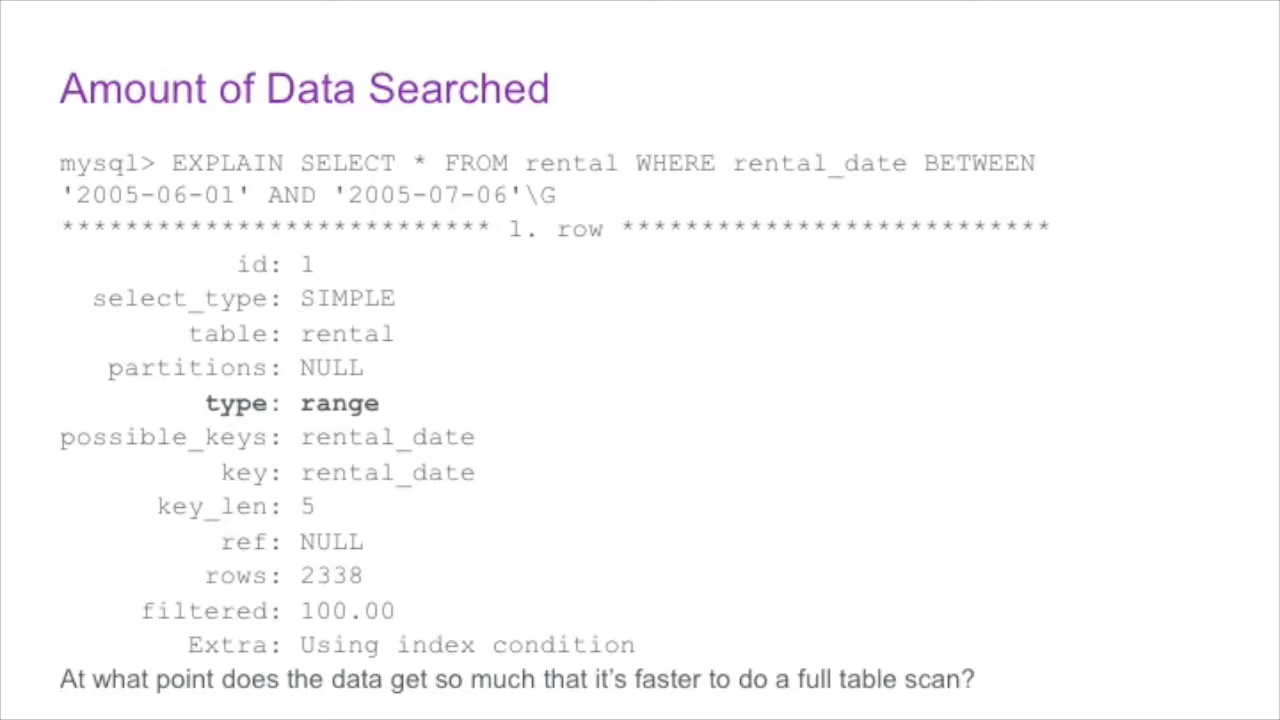 Amount of Data Searched
mysql> EXPLAIN SELECT * FROM rental WHERE rental_date BETWEEN
'2005-06-01' AND '2005-07-06'\G
*************************** 1. row ***************************
id: 1
select_type: SIMPLE
table: rental
partitions: NULL
type: range
possible_keys: rental_date
key: rental_date
key_len: 5
ref: NULL
rows: 2338
filtered: 100.00
Extra: Using index condition
At what point does the data get so much that it's faster to do a full table scan?